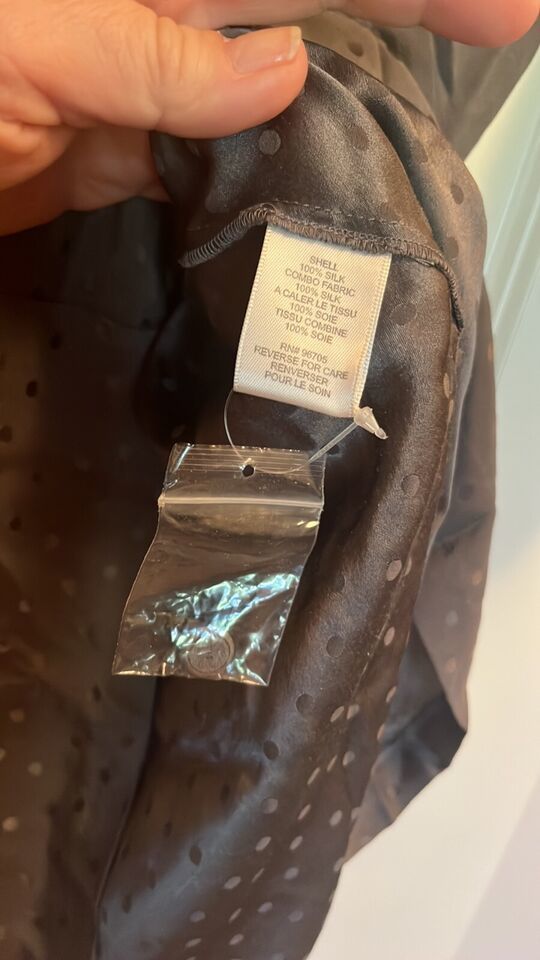 SHELL
100% SILK
COMBO FABRIC
100% SILK
A CALER LE TISSU
100% SOIE
TISSU COMBINE
100% SOIE
RN# 96705
REVERSE FOR CARE
RENVERSER
POUR LE SOIN